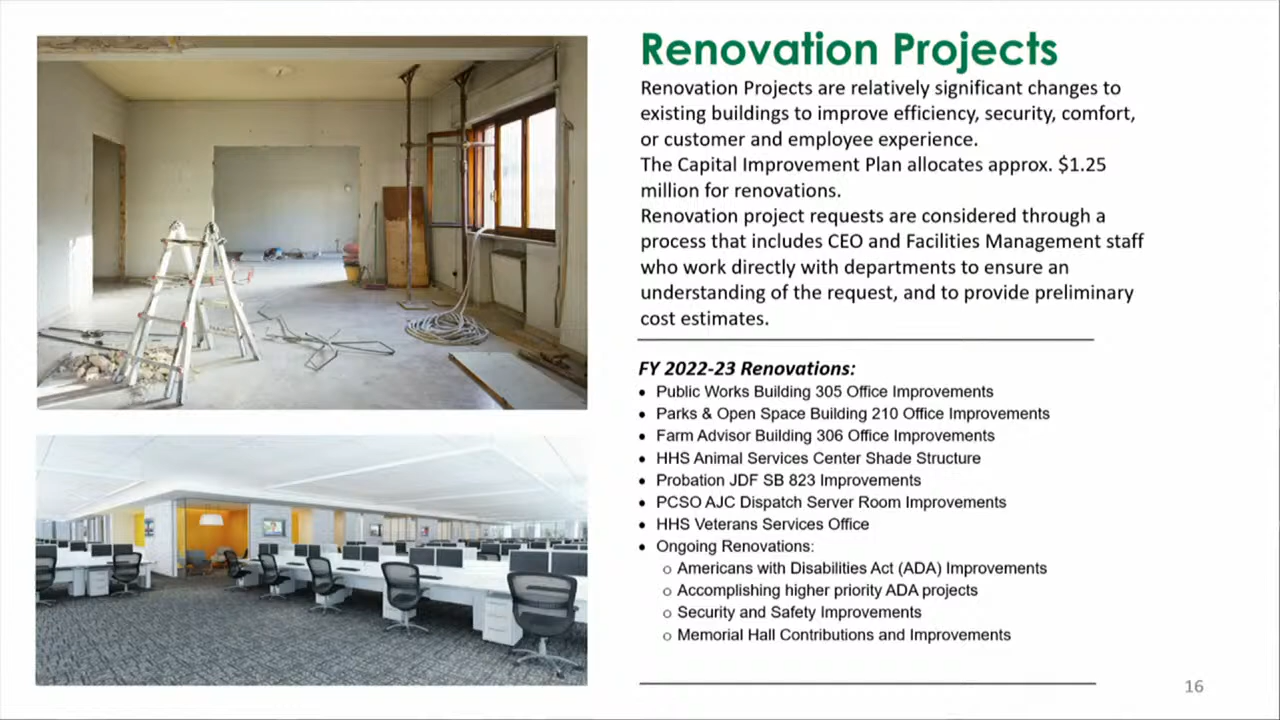 Renovation Projects
Renovation Projects are relatively significant changes to
existing buildings to improve efficiency, security, comfort,
or customer and employee experience.
The Capital Improvement Plan allocates approx. $1.25
million for renovations.
Renovation project requests are considered through a
process that includes CEO and Facilities Management staff
who work directly with departments to ensure an
understanding of the request, and to provide preliminary
cost estimates.
FY 2022-23 Renovations:
• Public Works Building 305 Office Improvements
• Parks & Open Space Building 210 Office Improvements
• Farm Advisor Building 306 Office Improvements
• HHS Animal Services Center Shade Structure
• Probation JDF SB 823 Improvements
• PCSO AJC Dispatch Server Room Improvements
• HHS Veterans Services Office
• Ongoing Renovations:
o Americans with Disabilities Act (ADA) Improvements
o Accomplishing higher priority ADA projects
o Security and Safety Improvements
o Memorial Hall Contributions and Improvements
16